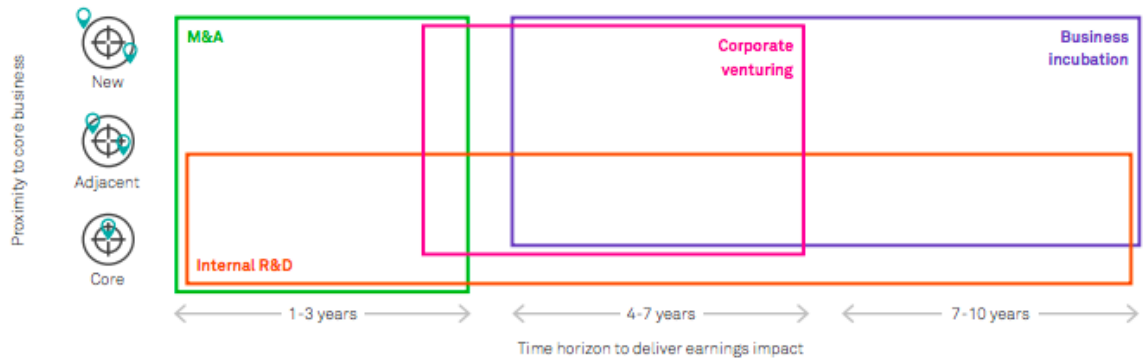 Proximity to core business
New
Adjacent
Core
M&A
Corporate
venturing
Business
incubation
Internal R&D
1-3 years
4-7 years
7-10 years
Time horizon to deliver earnings impact